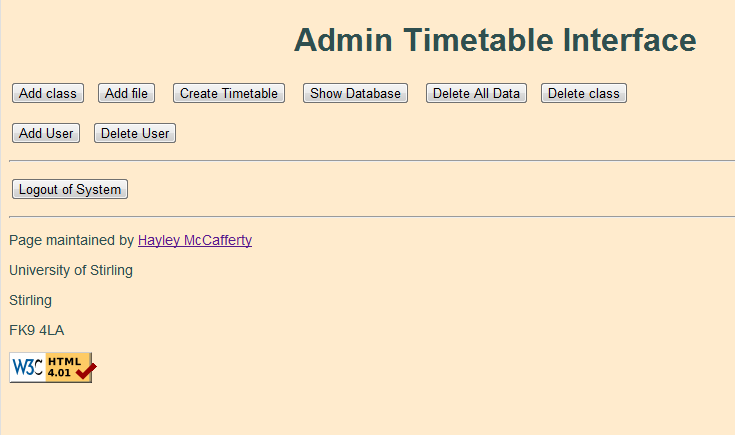 Admin Timetable Interface
Add class Add file Create Timetable Show Database Delete All Data Delete class
Add User Delete User
Logout of System
Page maintained by Hayley McCafferty
University of Stirling
Stirling
FK9 4LA
W3C HTML 4.01